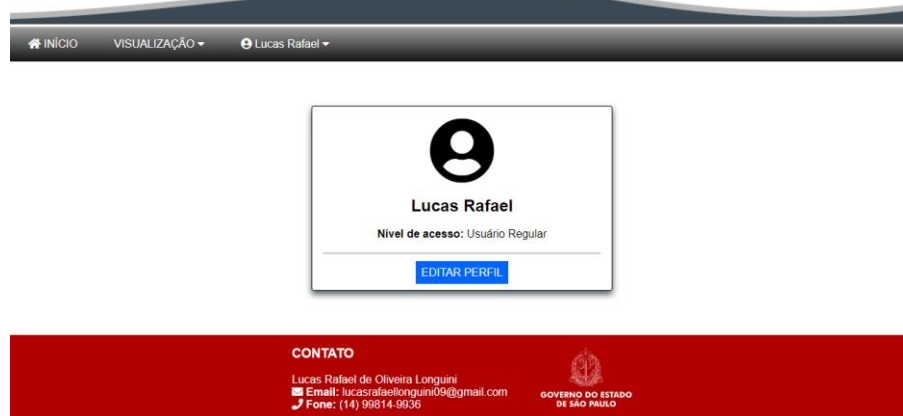 INÍCIO VISUALIZAÇÃO Lucas Rafael
Lucas Rafael
Nível de acesso: Usuário Regular
EDITAR PERFIL
CONTATO
Lucas Rafael de Oliveira Longuini
Email: lucasrafaellonguini09@gmail.com
Fone: (14) 99814-9936
GOVERNO DO ESTADO
DE SÃO PAULO